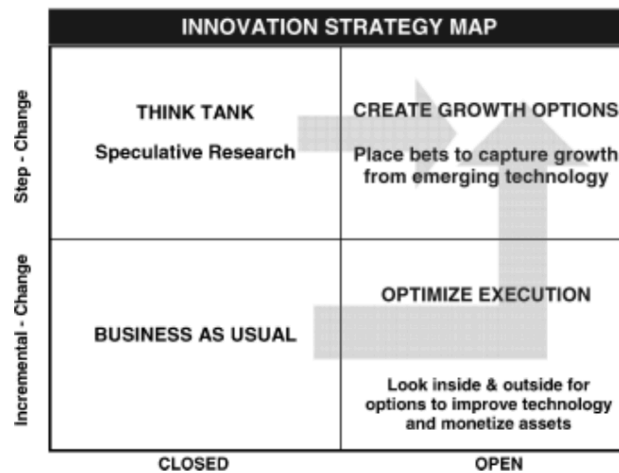 INNOVATION STRATEGY MAP
Step - Change
THINK TANK
Speculative Research
CREATE GROWTH OPTIONS
Place bets to capture growth
from emerging technology
Incremental - Change
BUSINESS AS USUAL
OPTIMIZE EXECUTION
Look inside & outside for
options to improve technology
and monetize assets
CLOSED
OPEN